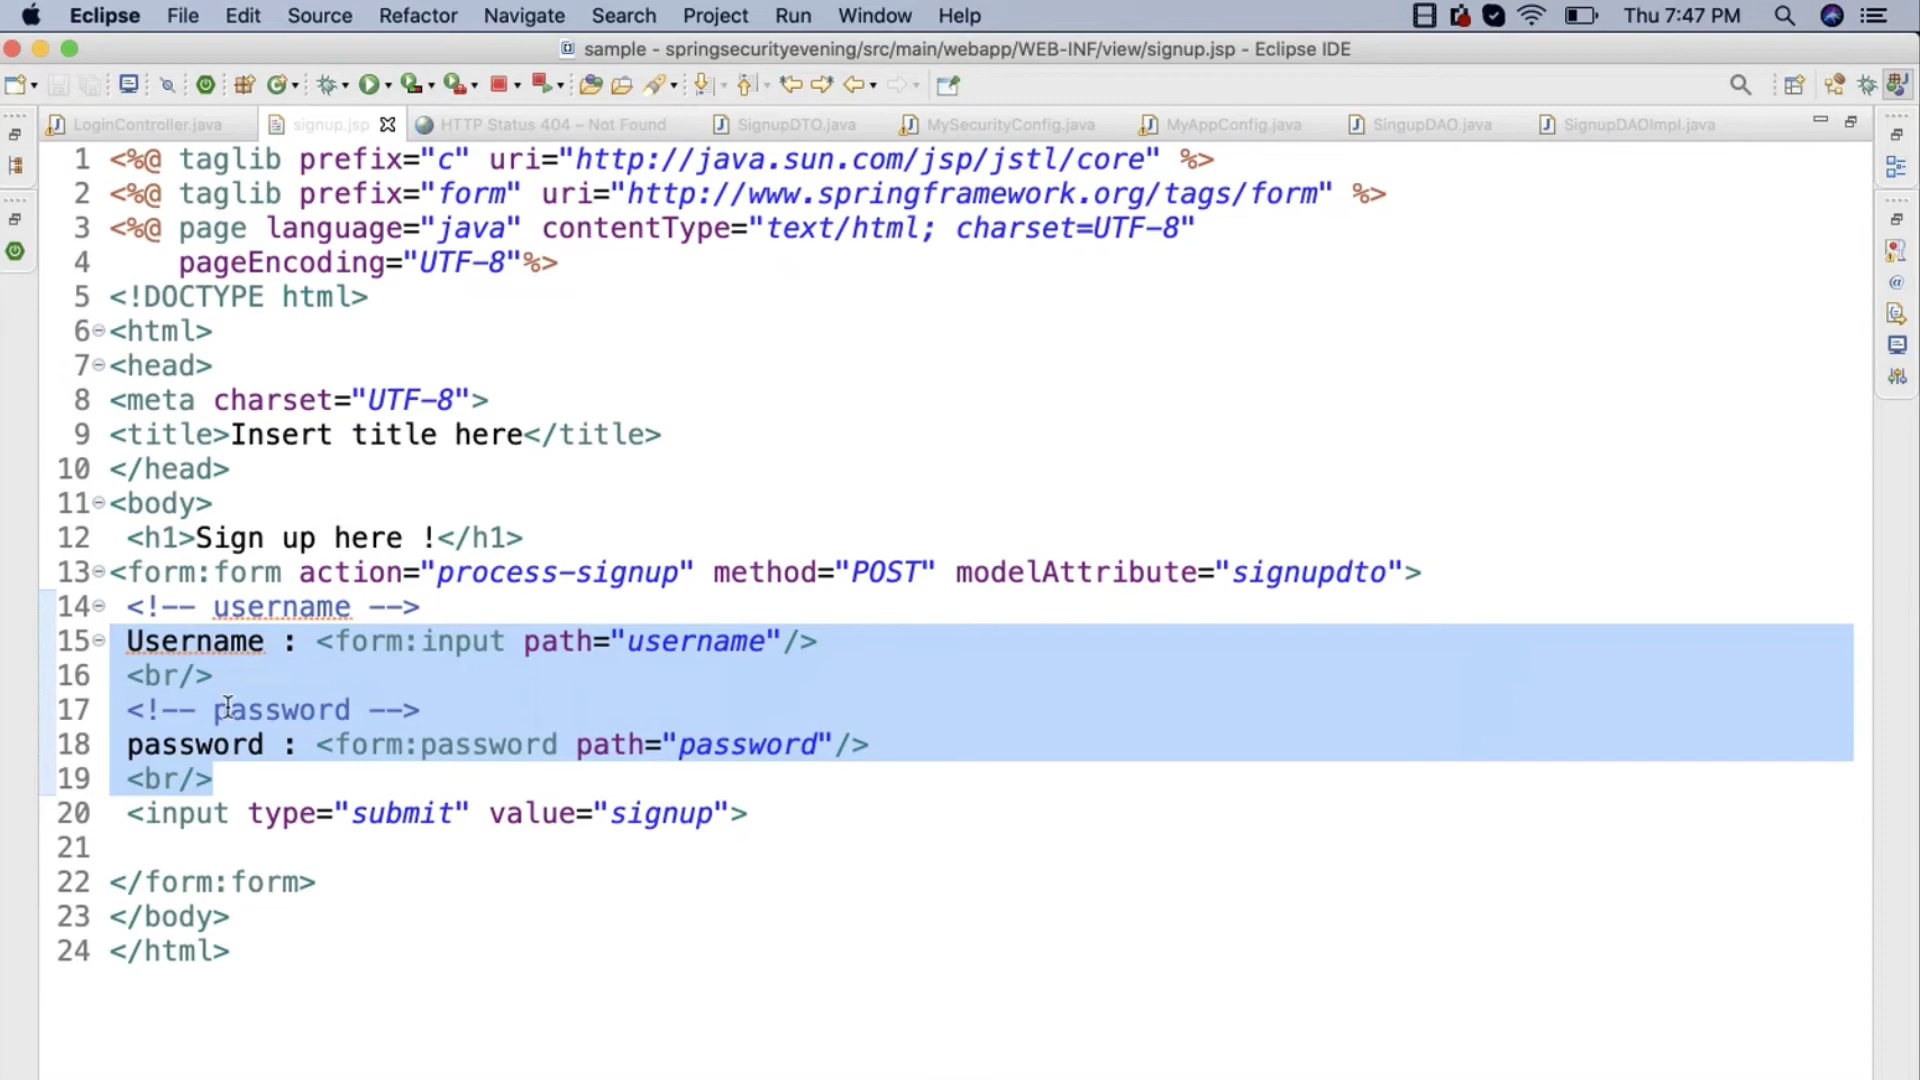 Eclipse File Edit Source Refactor Navigate Search Project Run Window Help Thu 7:47 PM
sample - springsecurityevening/src/main/webapp/WEB-INF/view/signup.jsp - Eclipse IDE
LoginController.java signup.jsp HTTP Status 404 – Not Found SignupDTO.java MySecurityConfig.java MyAppConfig.java SingupDAO.java SignupDAOImpl.java
1 <%@ taglib prefix="c" uri="http://java.sun.com/jsp/jstl/core" %>
2 <%@ taglib prefix="form" uri="http://www.springframework.org/tags/form" %>
3 <%@ page language="java" contentType="text/html; charset=UTF-8"
4 pageEncoding="UTF-8"%>
5 <!DOCTYPE html>
6 <html>
7 <head>
8 <meta charset="UTF-8">
9 <title>Insert title here</title>
10 </head>
11 <body>
12 <h1>Sign up here !</h1>
13 <form:form action="process-signup" method="POST" modelAttribute="signupdto">
14 <!-- username -->
15 Username : <form:input path="username"/>
16 <br/>
17 <!-- password -->
18 password : <form:password path="password"/>
19 <br/>
20 <input type="submit" value="signup">
21
22 </form:form>
23 </body>
24 </html>